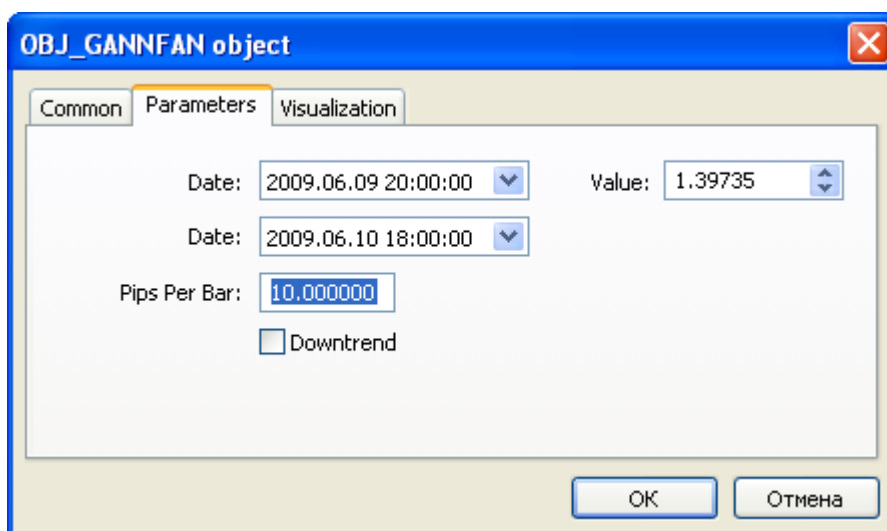 OBJ_GANNFAN object
Common Parameters Visualization
Date: 2009.06.09 20:00:00 Value: 1.39735
Date: 2009.06.10 18:00:00
Pips Per Bar: 10.000000
Downtrend
ОК Отмена